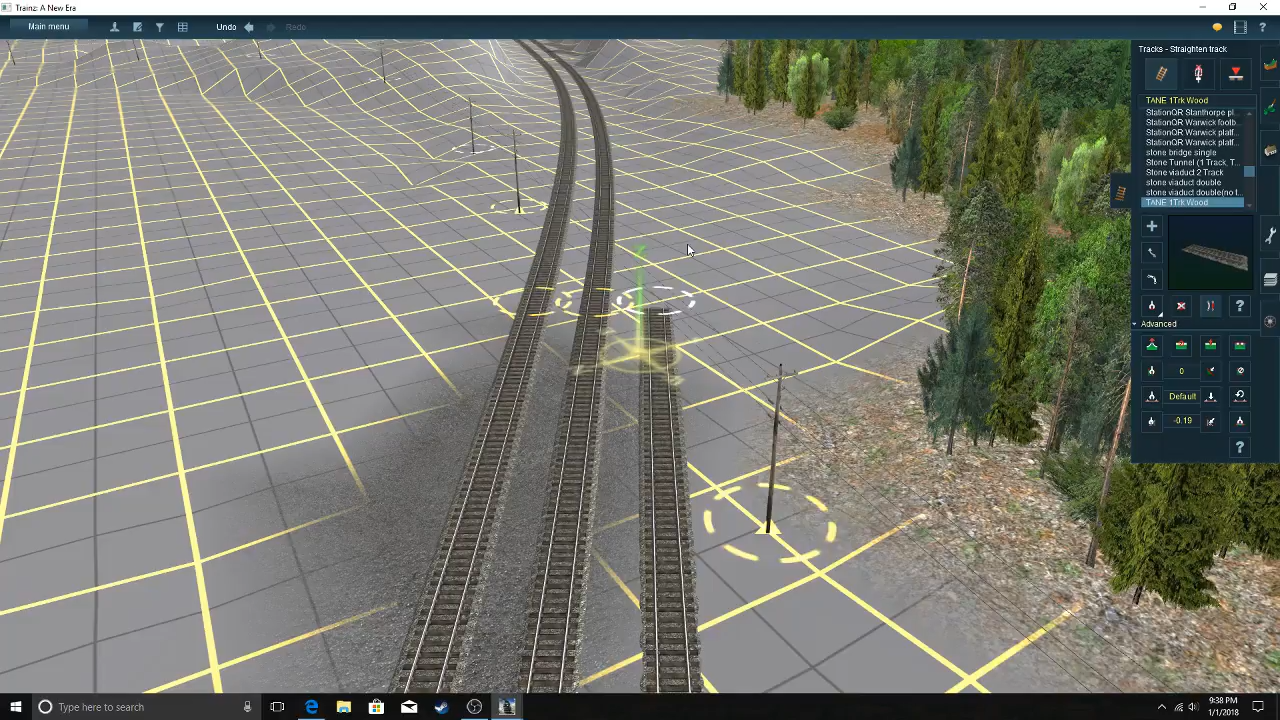 Trainz: A New Era
Main menu
Undo
Redo
Tracks - Straighten track
TANE 1Trk Wood
StationQR Stanthorpe pl...
StationQR Warwick footb...
StationQR Warwick platf...
StationQR Warwick platf...
stone bridge single
Stone Tunnel (1 Track, T...
Stone viaduct 2 Track
stone viaduct double
stone viaduct double(no t...
TANE 1Trk Wood
Advanced
0
Default
-0.19
Type here to search
9:38 PM
1/1/2018